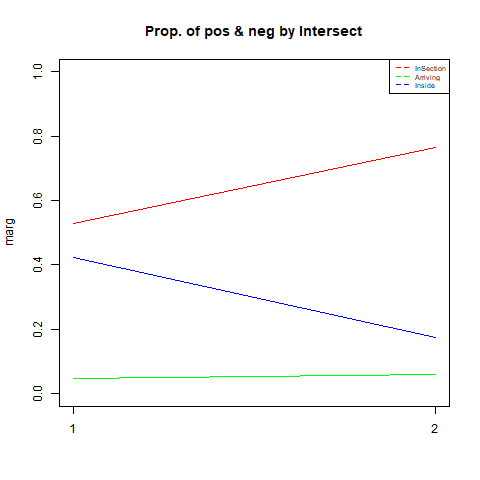 Prop. of pos & neg by Intersect
InSection
Arriving
Inside
1.0
0.8
0.6
0.4
0.2
0.0
marg
1
2